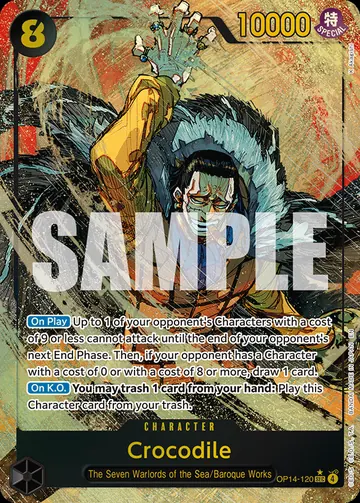 8
10000
特
SPECIAL
SAMPLE
On Play Up to 1 of your opponent's Characters with a cost
of 9 or less cannot attack until the end of your opponent's
next End Phase. Then, if your opponent has a Character
with a cost of 0 or with a cost of 8 or more, draw 1 card.
On K.O. You may trash 1 card from your hand: Play this
Character card from your trash.
CHARACTER
Crocodile
The Seven Warlords of the Sea/Baroque Works
OP14-120 SEC 4